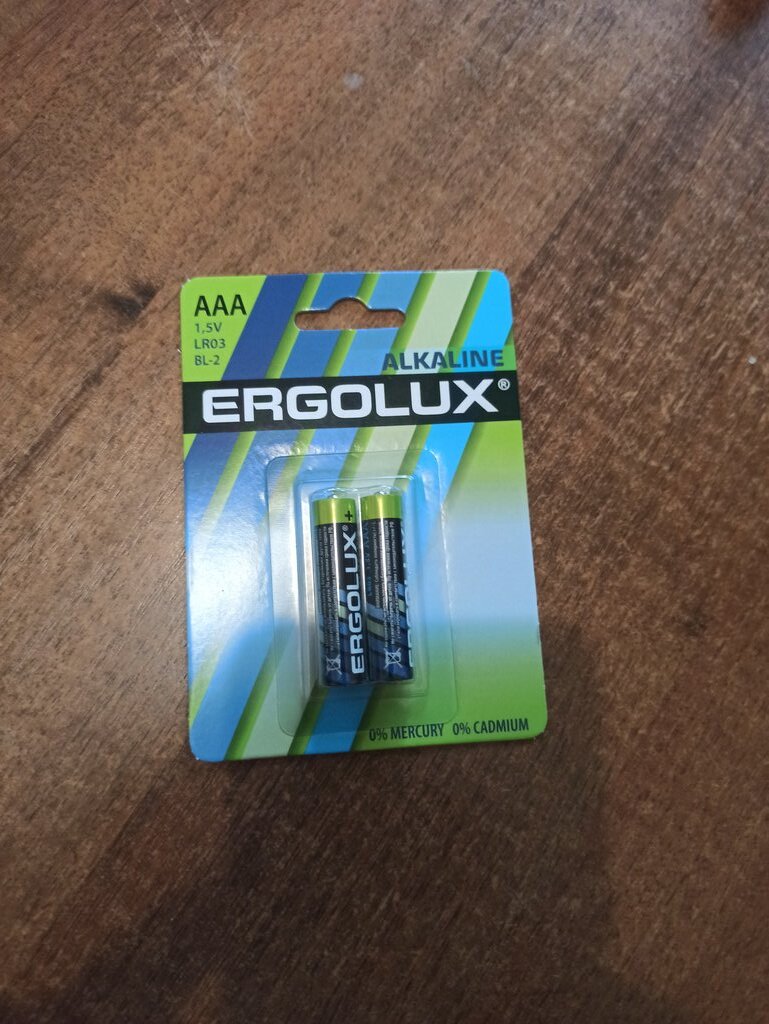 AAA
1,5V
LR03
BL-2
ALKALINE
ERGOLUX®
+
ERGOLUX®
0% MERCURY 0% CADMIUM